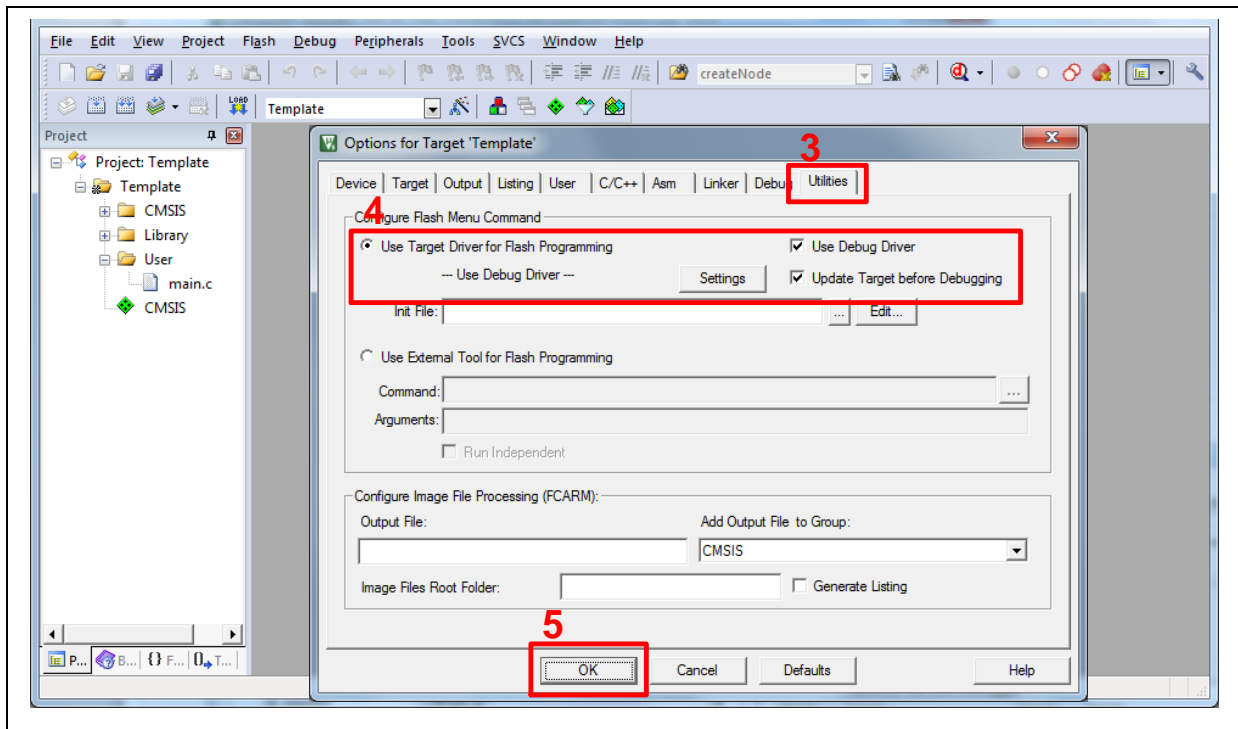 File Edit View Project Flash Debug Peripherals Tools SVCS Window Help
createNode
LOAD Template
Project
Project: Template
Template
CMSIS
Library
User
main.c
CMSIS
P... B... {} F... 0 T...
Options for Target 'Template'
3
Device Target Output Listing User C/C++ Asm Linker Debug Utilities
4
Configure Flash Menu Command
Use Target Driver for Flash Programming Use Debug Driver
--- Use Debug Driver --- Settings Update Target before Debugging
Init File: ... Edit...
Use External Tool for Flash Programming
Command: ...
Arguments:
Run Independent
Configure Image File Processing (FCARM):
Output File: Add Output File to Group:
CMSIS
Image Files Root Folder: Generate Listing
5
OK Cancel Defaults Help